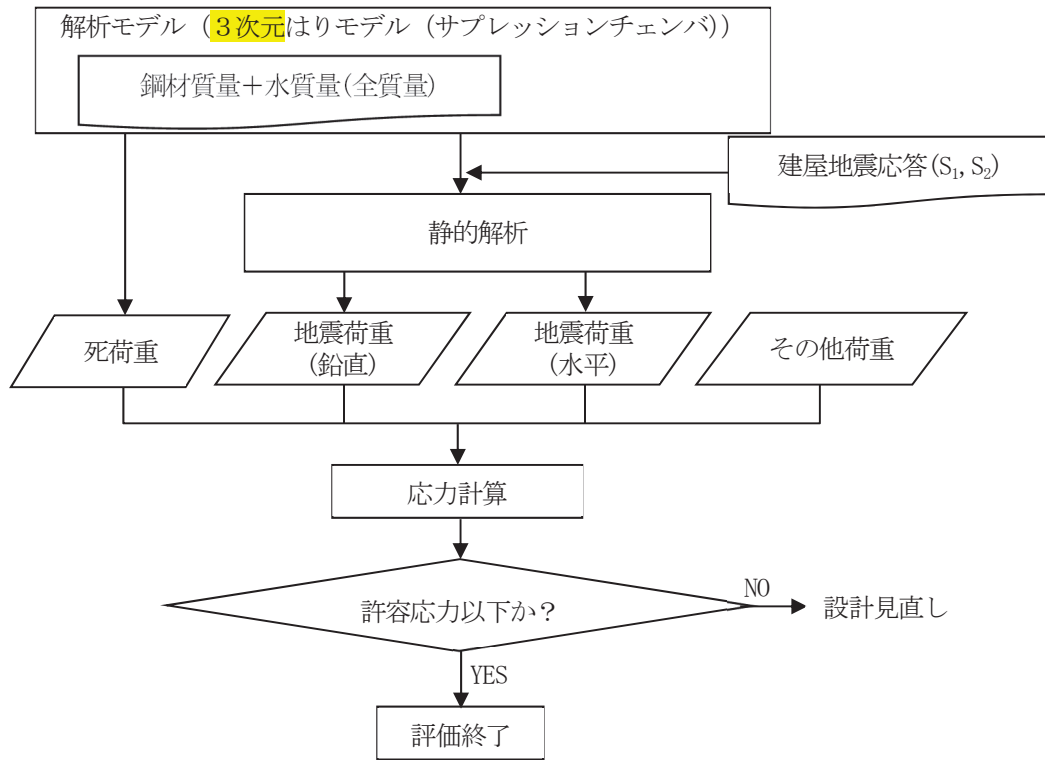 解析モデル（３次元はりモデル（サプレッションチェンバ））
鋼材質量＋水質量(全質量)
建屋地震応答(S₁, S₂)
静的解析
死荷重
地震荷重
(鉛直)
地震荷重
(水平)
その他荷重
応力計算
許容応力以下か？
NO
設計見直し
YES
評価終了